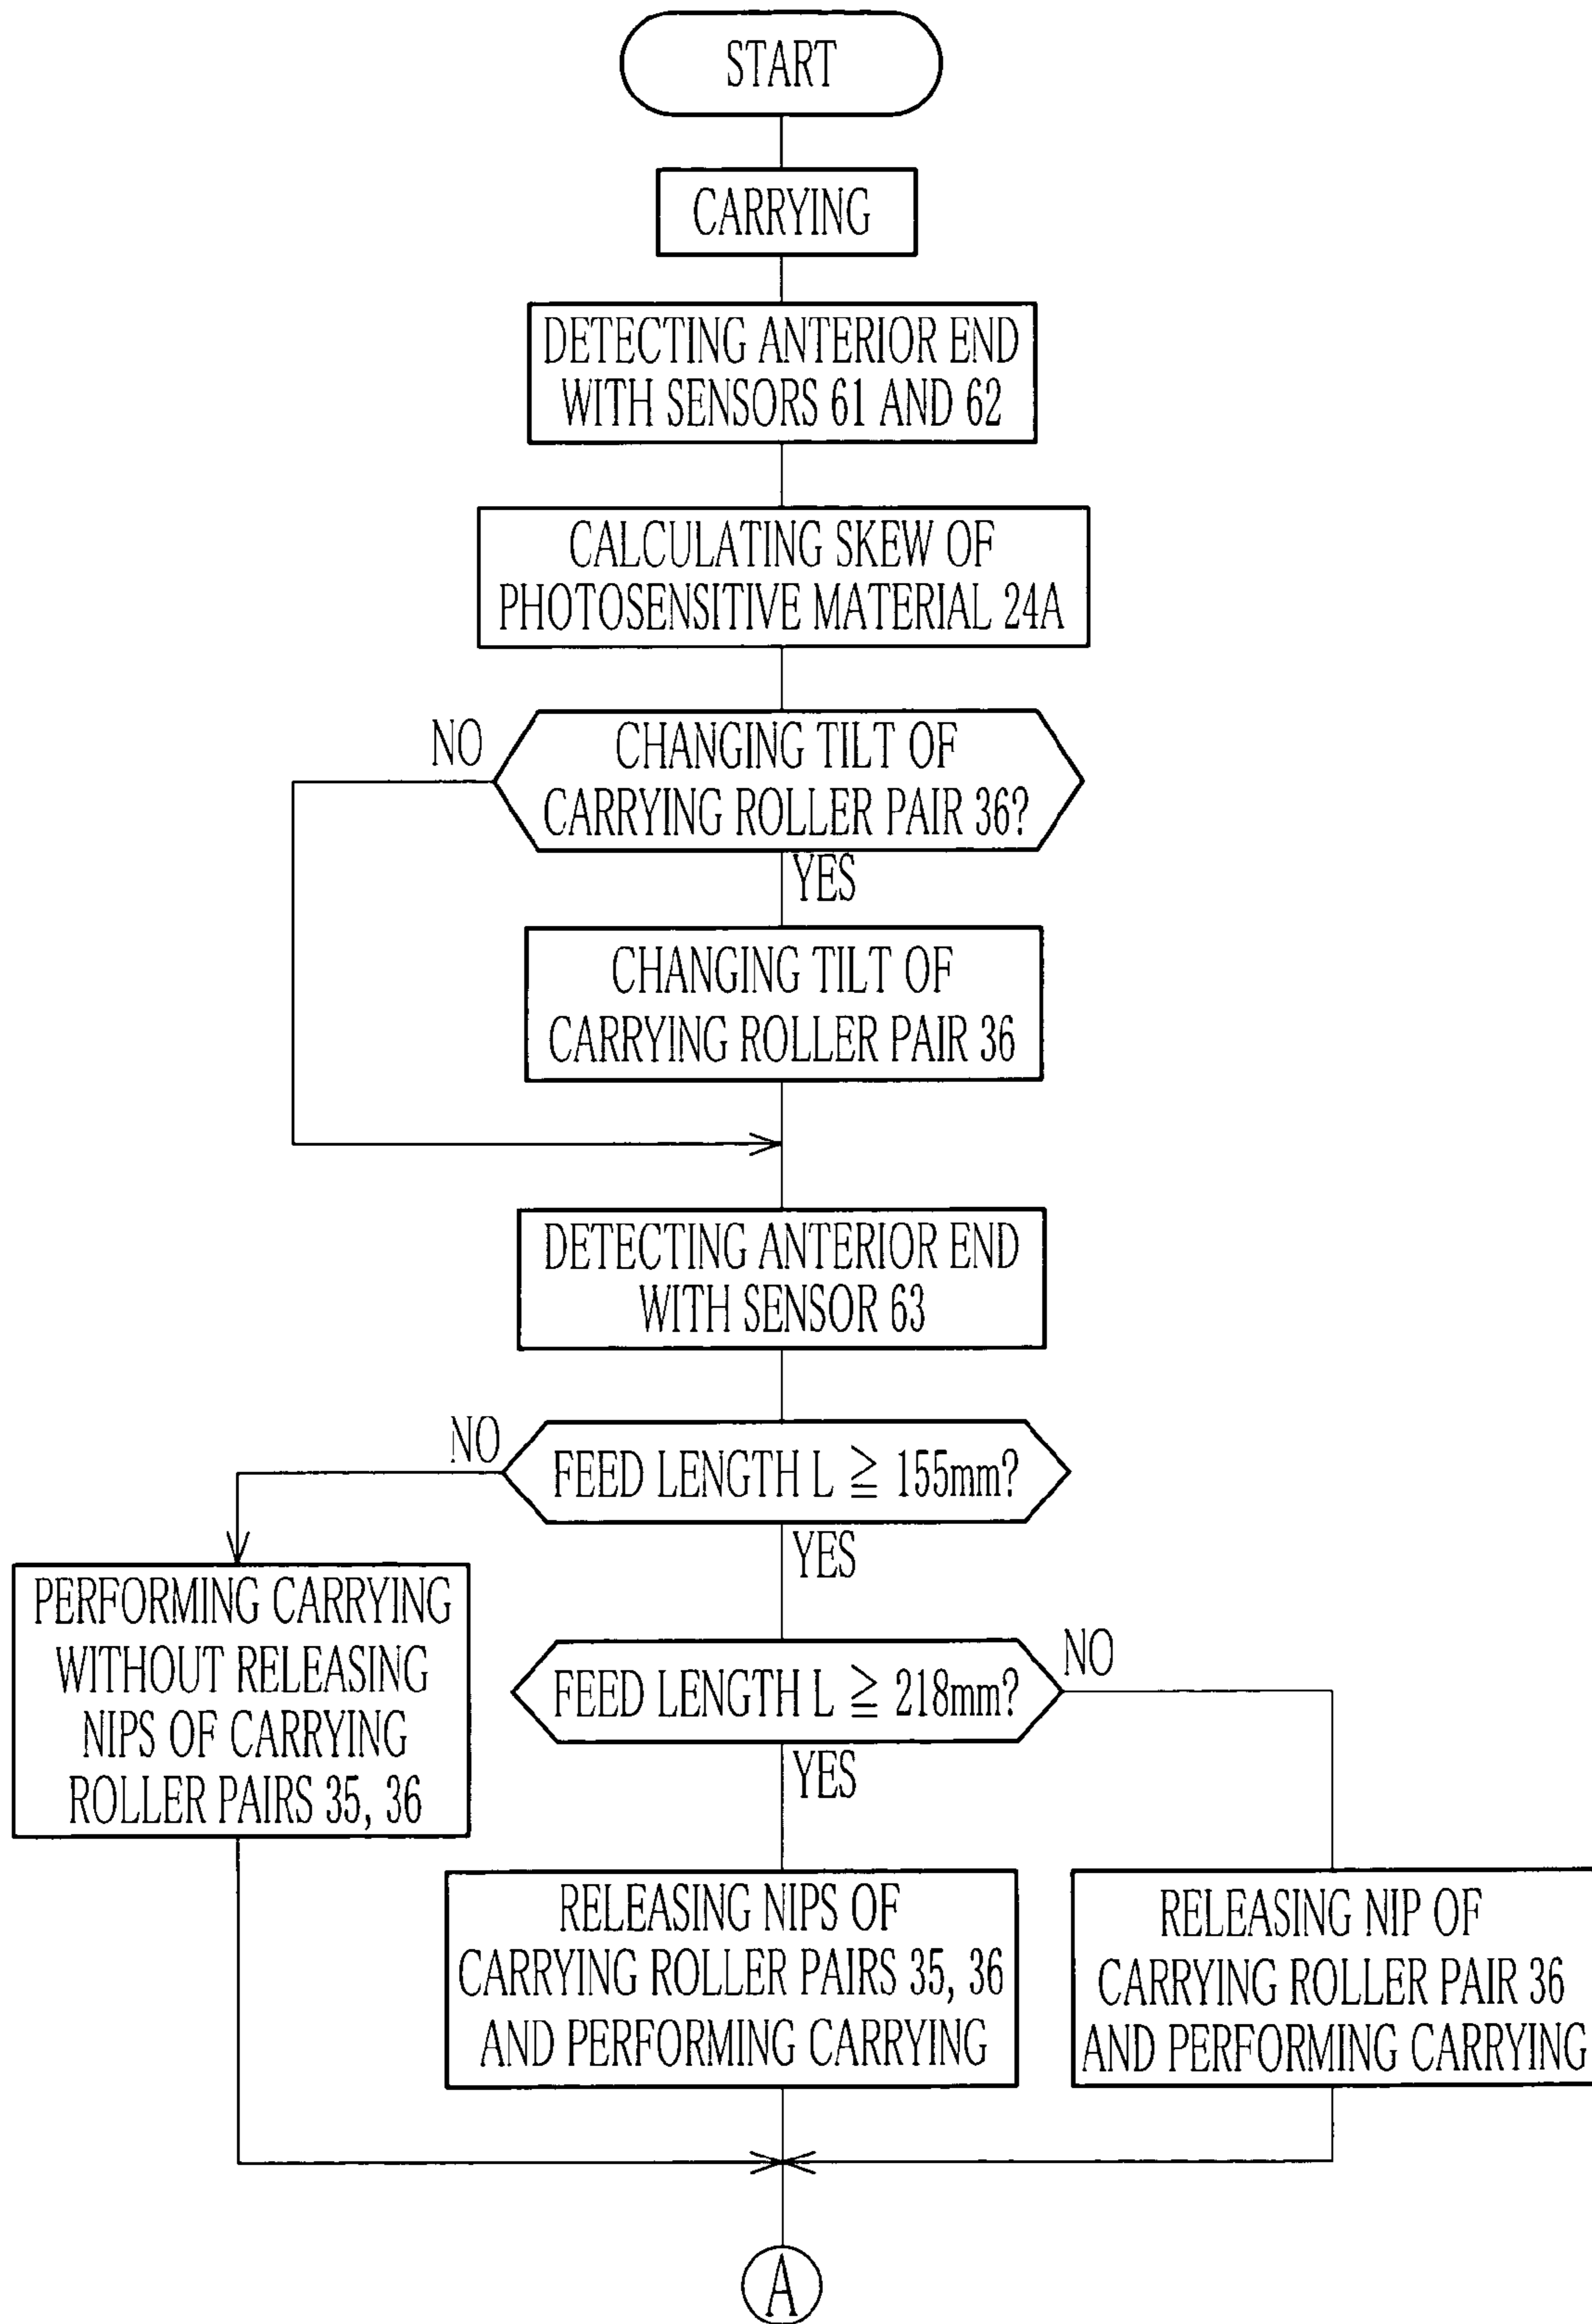 START
CARRYING
DETECTING ANTERIOR END
WITH SENSORS 61 AND 62
CALCULATING SKEW OF
PHOTOSENSITIVE MATERIAL 24A
NO
CHANGING TILT OF
CARRYING ROLLER PAIR 36?
YES
CHANGING TILT OF
CARRYING ROLLER PAIR 36
DETECTING ANTERIOR END
WITH SENSOR 63
NO
FEED LENGTH L ≧ 155mm?
YES
PERFORMING CARRYING
WITHOUT RELEASING
NIPS OF CARRYING
ROLLER PAIRS 35, 36
FEED LENGTH L ≧ 218mm?
NO
YES
RELEASING NIPS OF
CARRYING ROLLER PAIRS 35, 36
AND PERFORMING CARRYING
RELEASING NIP OF
CARRYING ROLLER PAIR 36
AND PERFORMING CARRYING
A